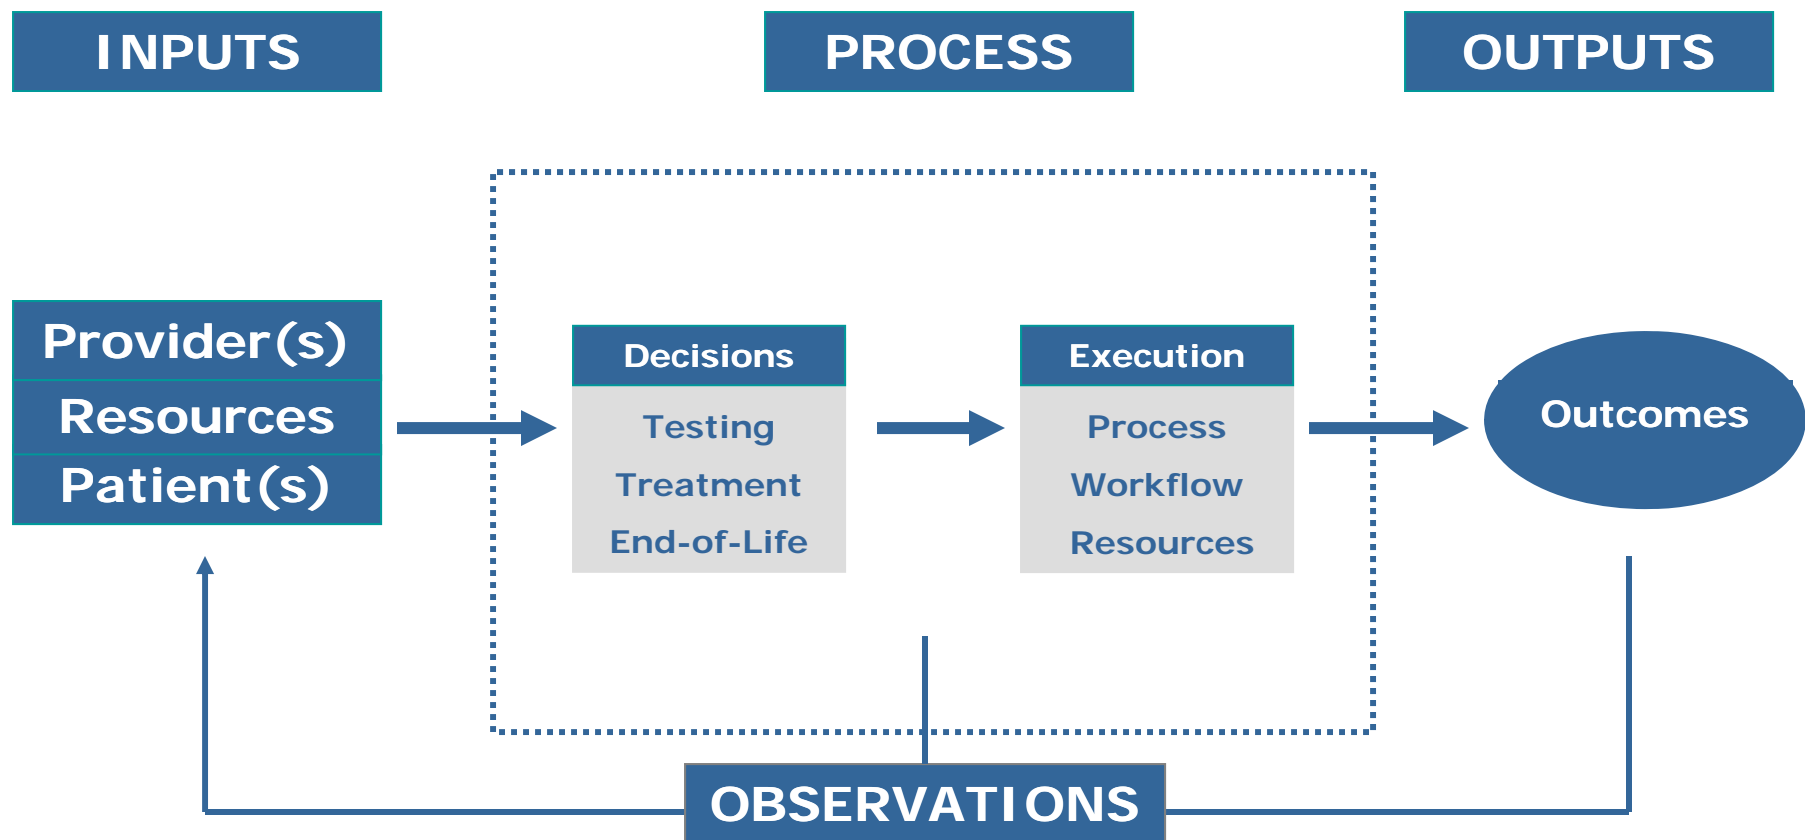 INPUTS
PROCESS
OUTPUTS
Provider(s)
Resources
Patient(s)
Decisions
Testing
Treatment
End-of-Life
Execution
Process
Workflow
Resources
Outcomes
OBSERVATIONS